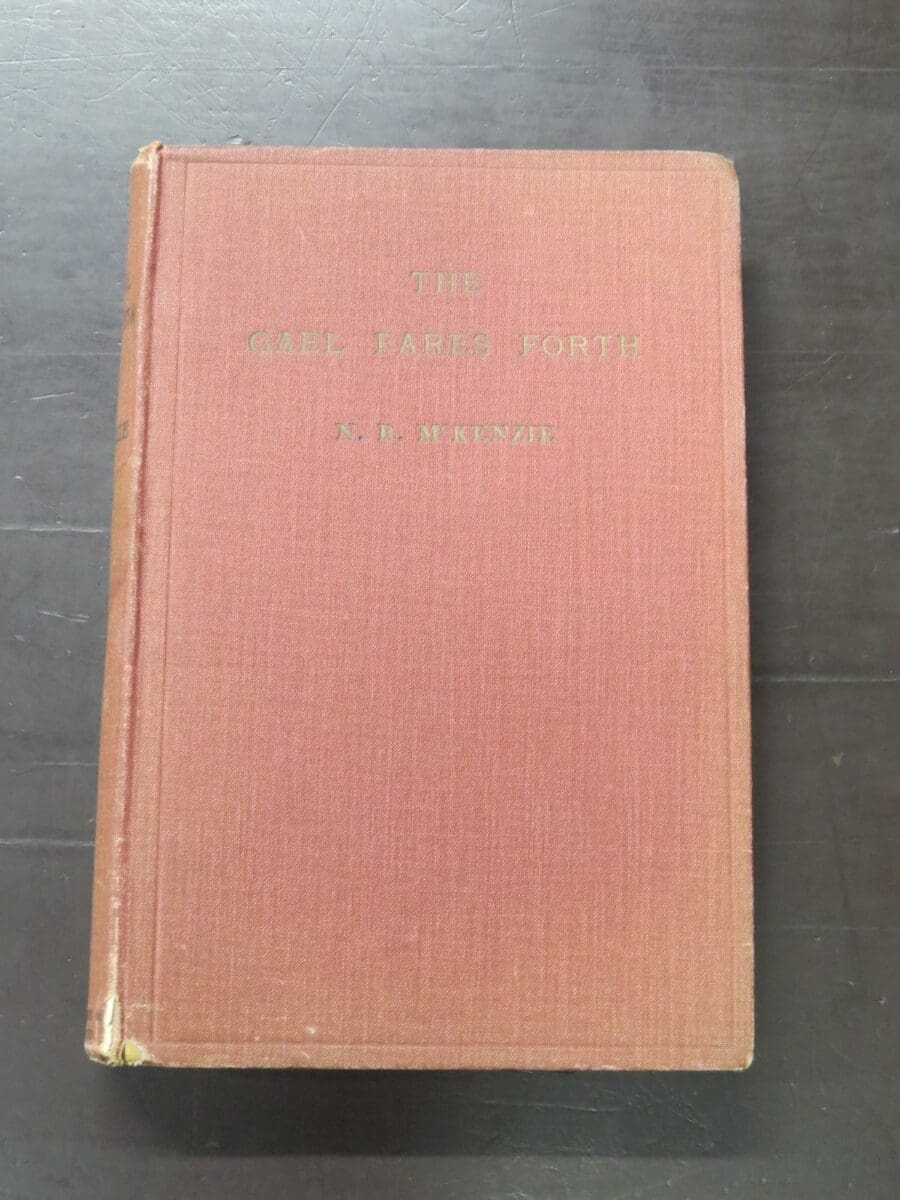 THE
GAEL FARES FORTH
N. R. McKENZIE